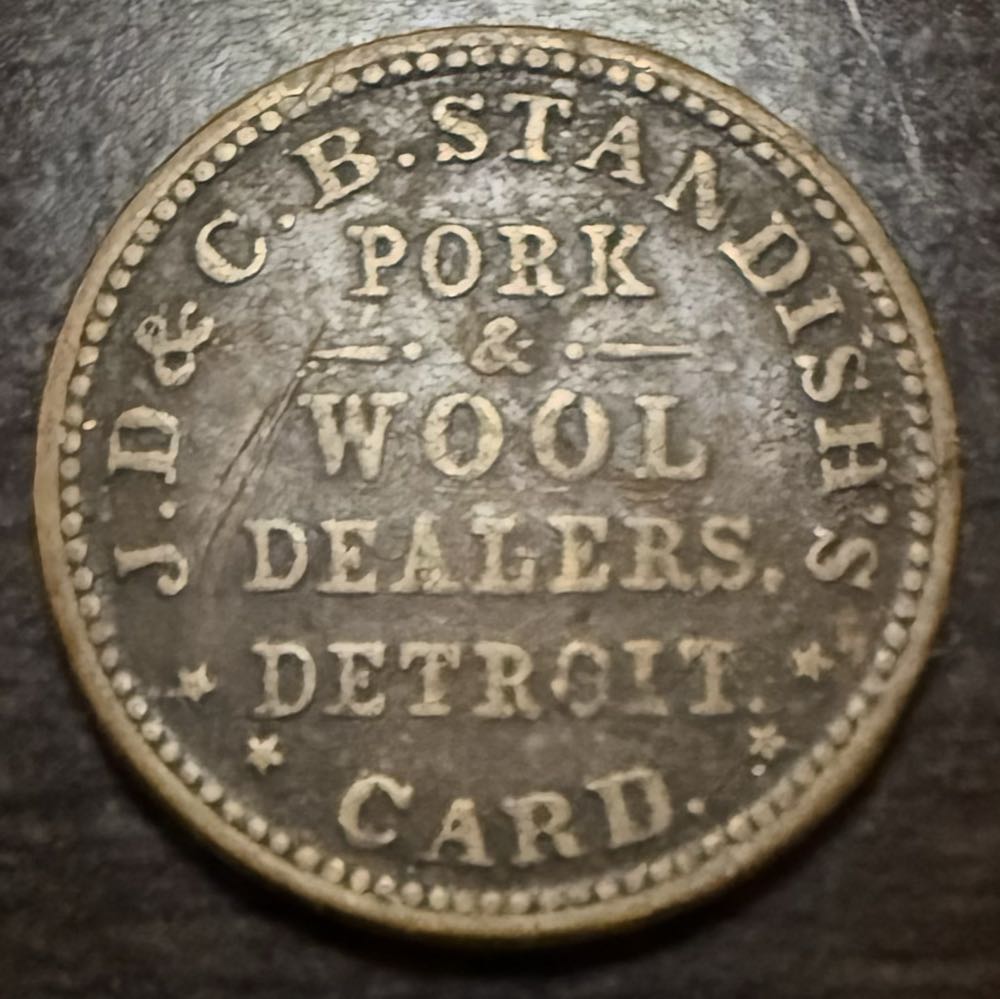 J.D & C.B. STANDISH'S
PORK
&
WOOL
DEALERS.
DETROIT.
CARD.